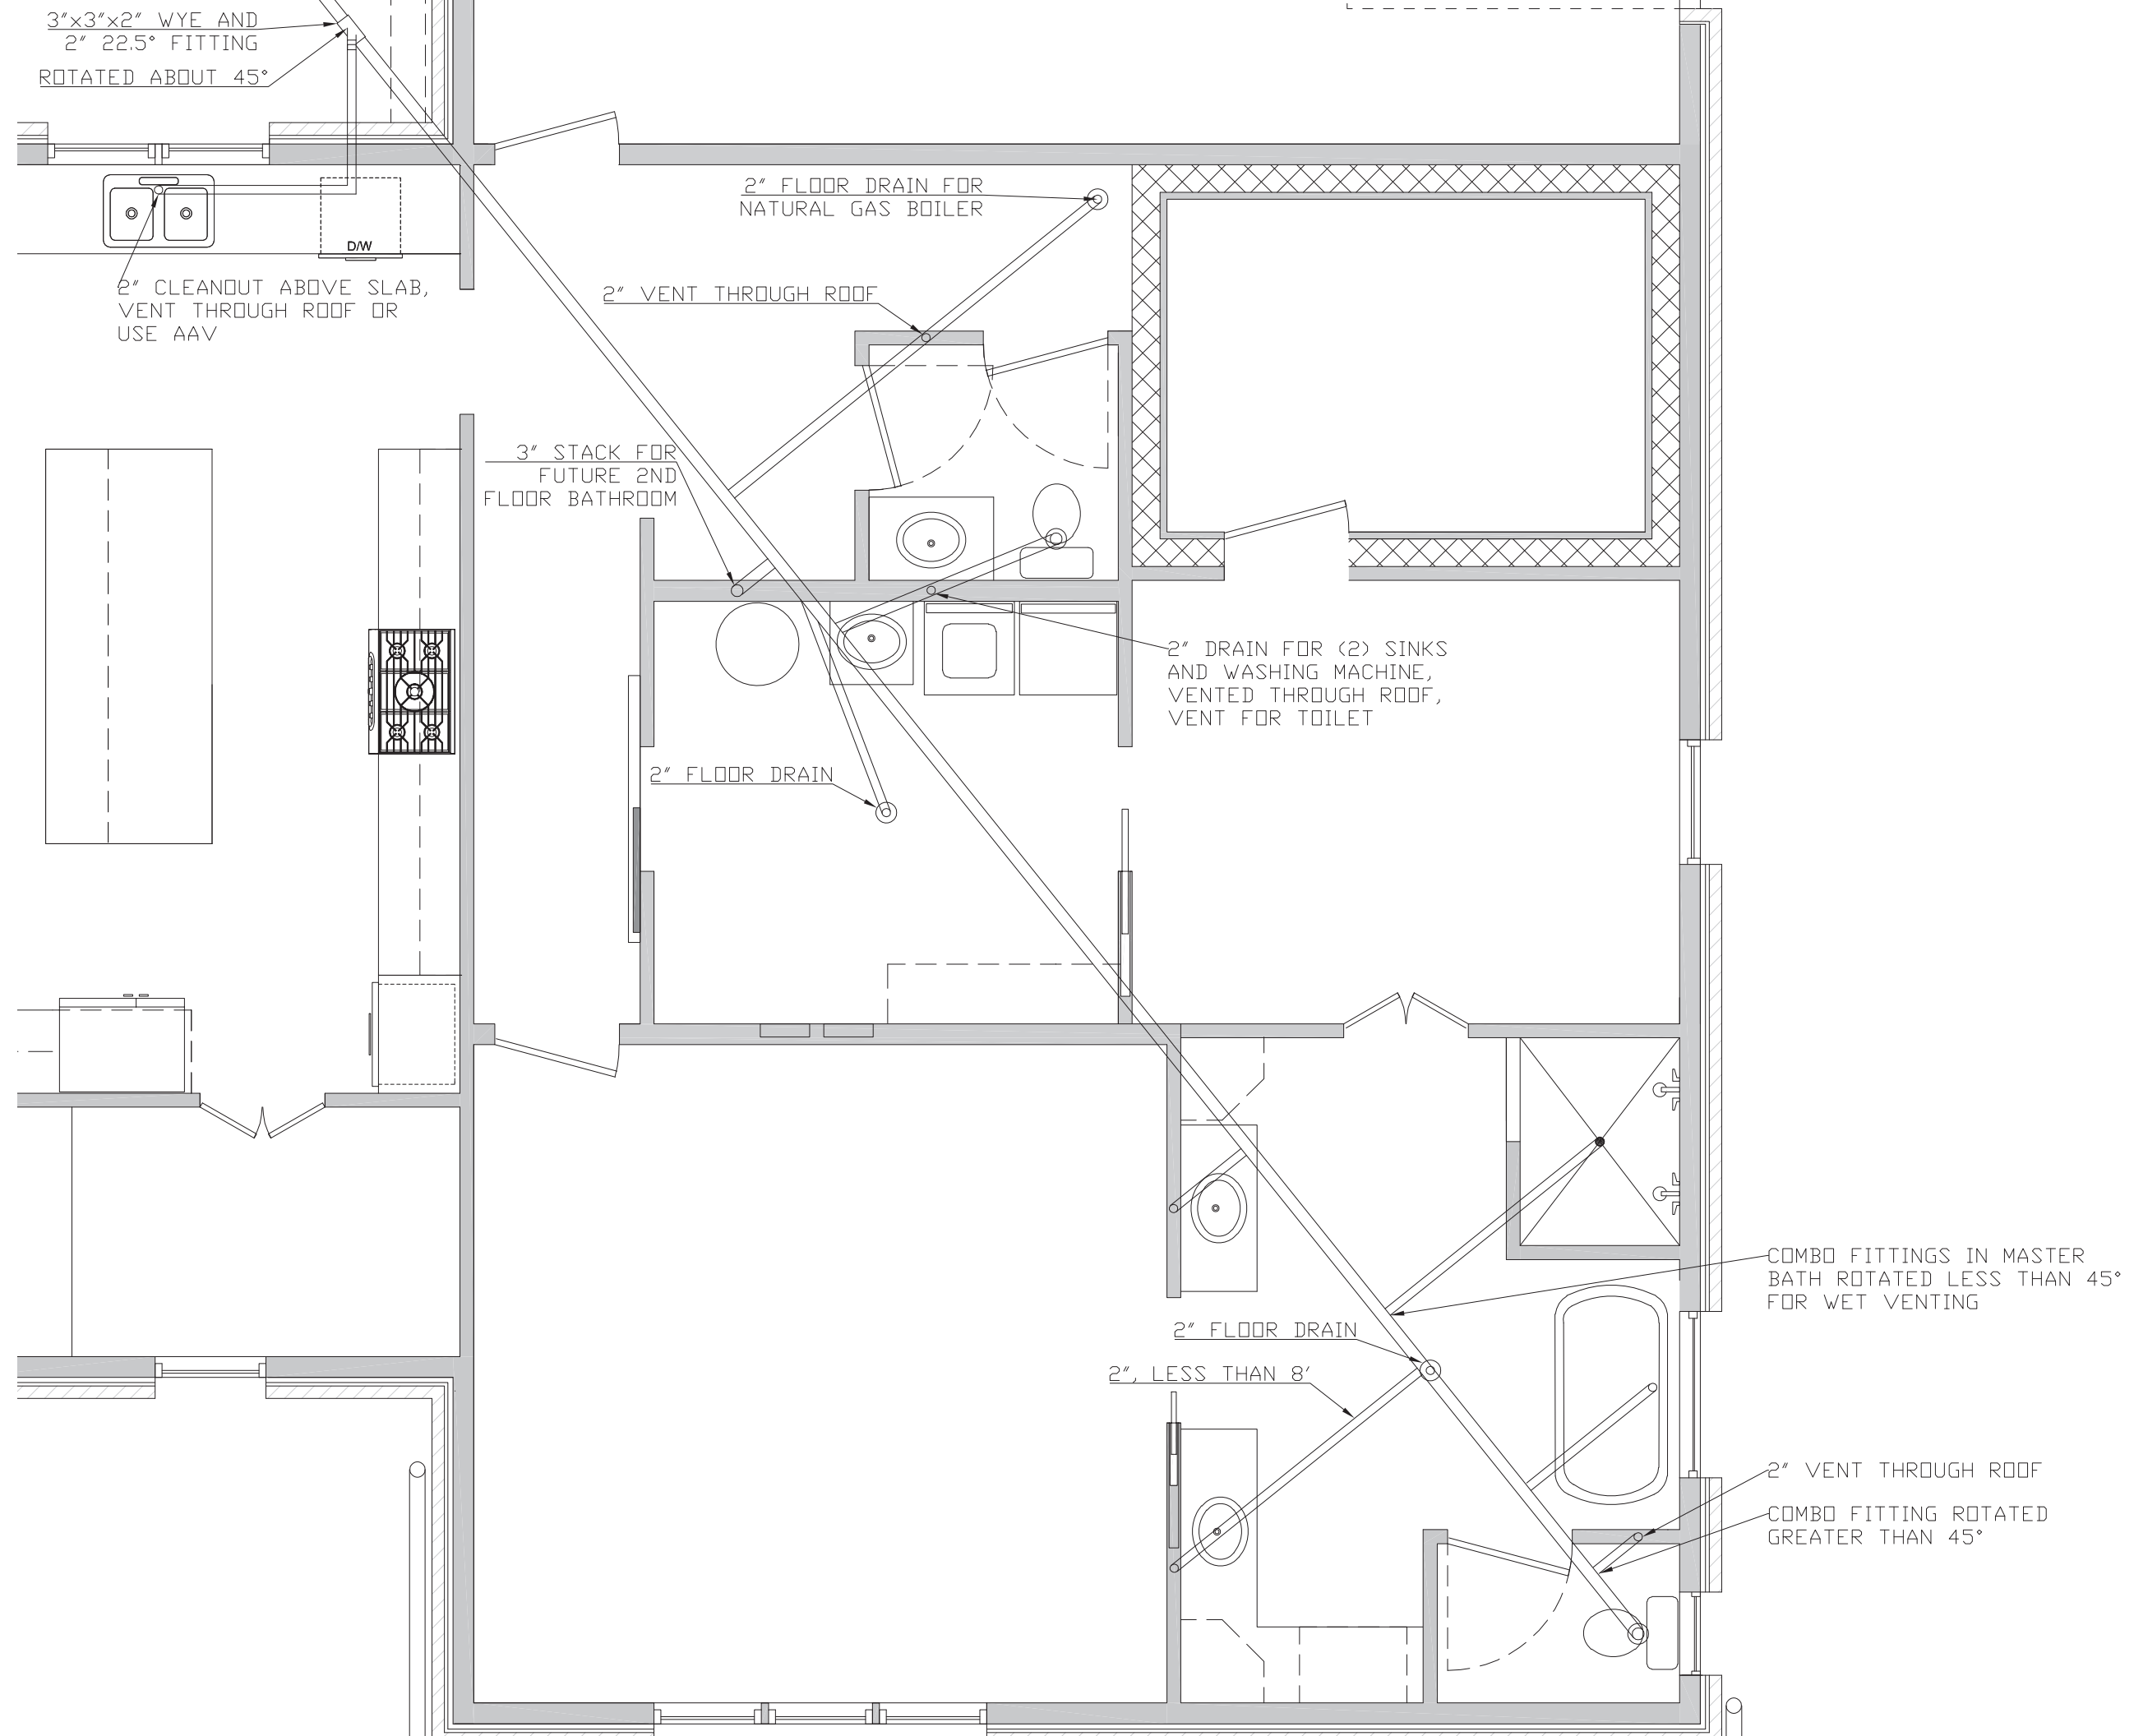 3"x3"x2" WYE AND
2" 22.5° FITTING
ROTATED ABOUT 45°
2" FLOOR DRAIN FOR
NATURAL GAS BOILER
D/W
2" CLEANOUT ABOVE SLAB,
VENT THROUGH ROOF OR
USE AAV
2" VENT THROUGH ROOF
3" STACK FOR
FUTURE 2ND
FLOOR BATHROOM
2" DRAIN FOR (2) SINKS
AND WASHING MACHINE,
VENTED THROUGH ROOF,
VENT FOR TOILET
2" FLOOR DRAIN
COMBO FITTINGS IN MASTER
BATH ROTATED LESS THAN 45°
FOR WET VENTING
2" FLOOR DRAIN
2", LESS THAN 8'
2" VENT THROUGH ROOF
COMBO FITTING ROTATED
GREATER THAN 45°